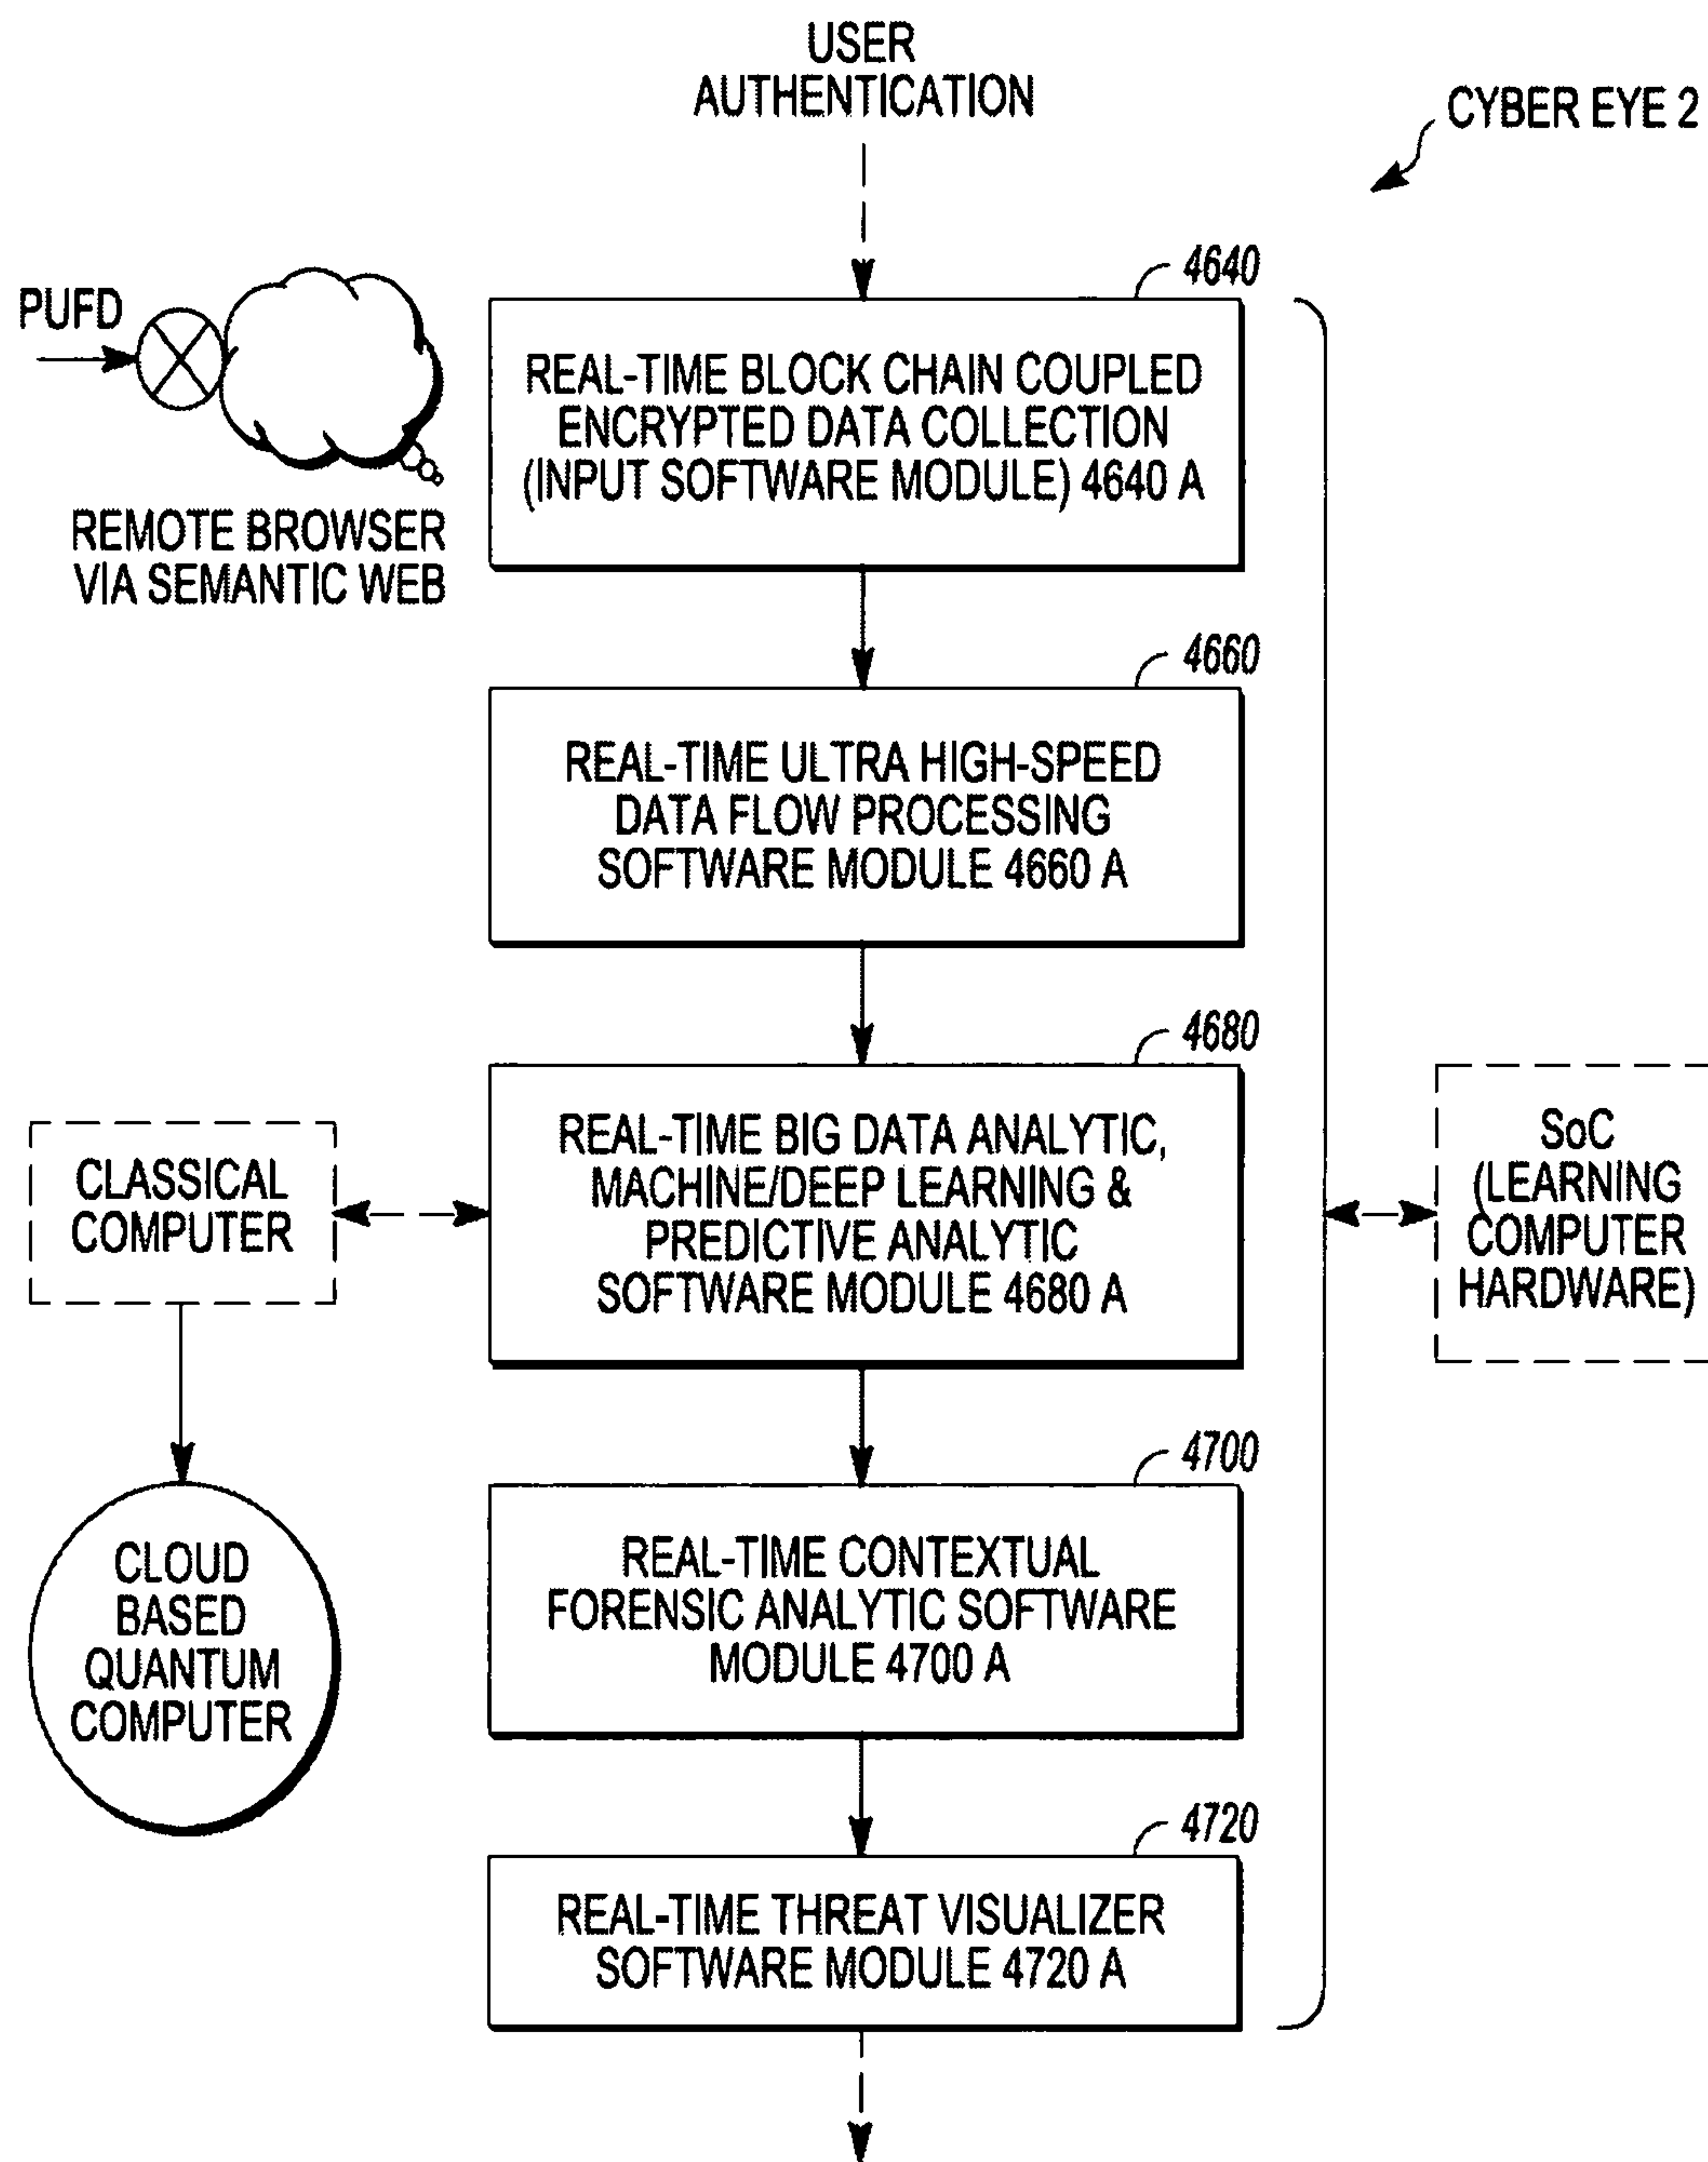 USER
AUTHENTICATION
CYBER EYE 2
PUFD
REMOTE BROWSER
VIA SEMANTIC WEB
4640
REAL-TIME BLOCK CHAIN COUPLED
ENCRYPTED DATA COLLECTION
(INPUT SOFTWARE MODULE) 4640 A
4660
REAL-TIME ULTRA HIGH-SPEED
DATA FLOW PROCESSING
SOFTWARE MODULE 4660 A
4680
REAL-TIME BIG DATA ANALYTIC,
MACHINE/DEEP LEARNING &
PREDICTIVE ANALYTIC
SOFTWARE MODULE 4680 A
CLASSICAL
COMPUTER
SoC
(LEARNING
COMPUTER
HARDWARE)
CLOUD
BASED
QUANTUM
COMPUTER
4700
REAL-TIME CONTEXTUAL
FORENSIC ANALYTIC SOFTWARE
MODULE 4700 A
4720
REAL-TIME THREAT VISUALIZER
SOFTWARE MODULE 4720 A